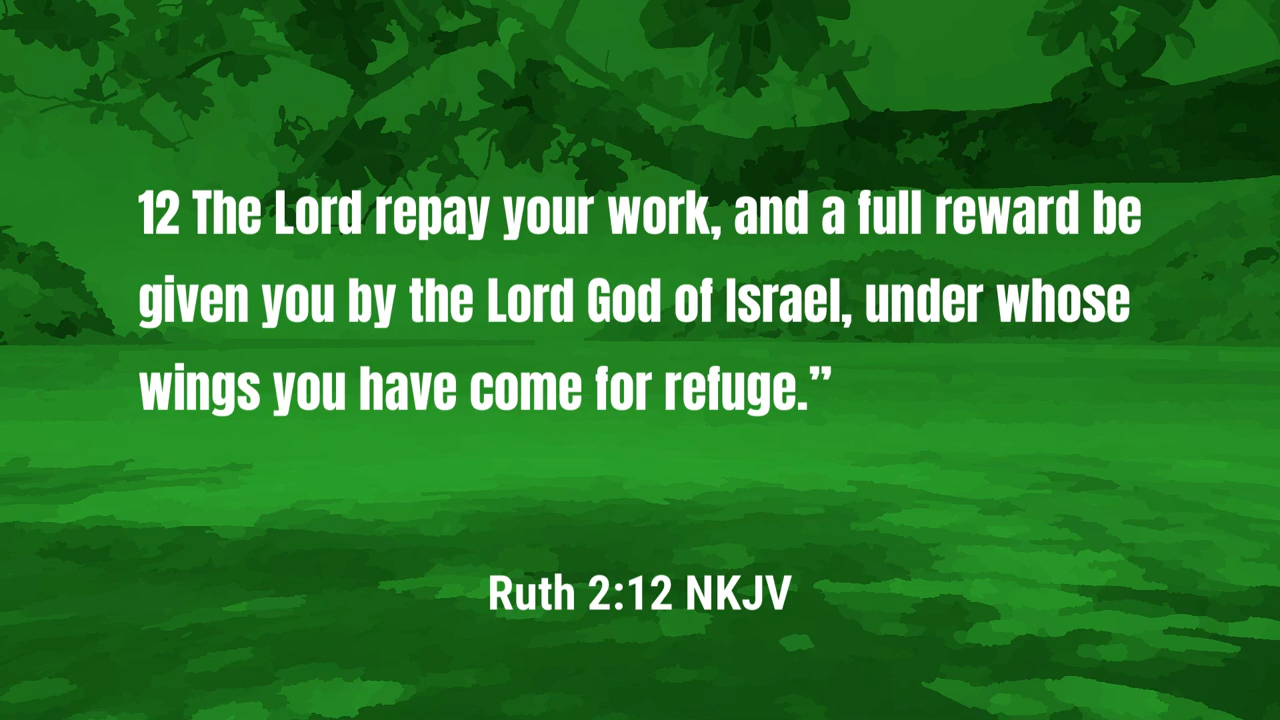 12 The Lord repay your work, and a full reward be
given you by the Lord God of Israel, under whose
wings you have come for refuge.”
Ruth 2:12 NKJV